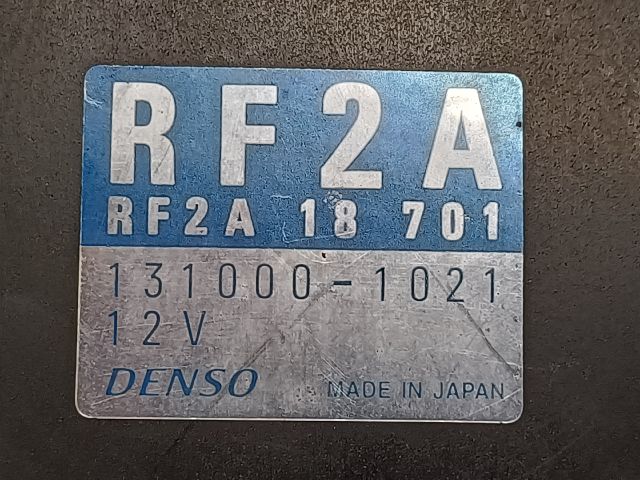 RF2A
RF2A 18 701
131000-1021
12V
DENSO MADE IN JAPAN